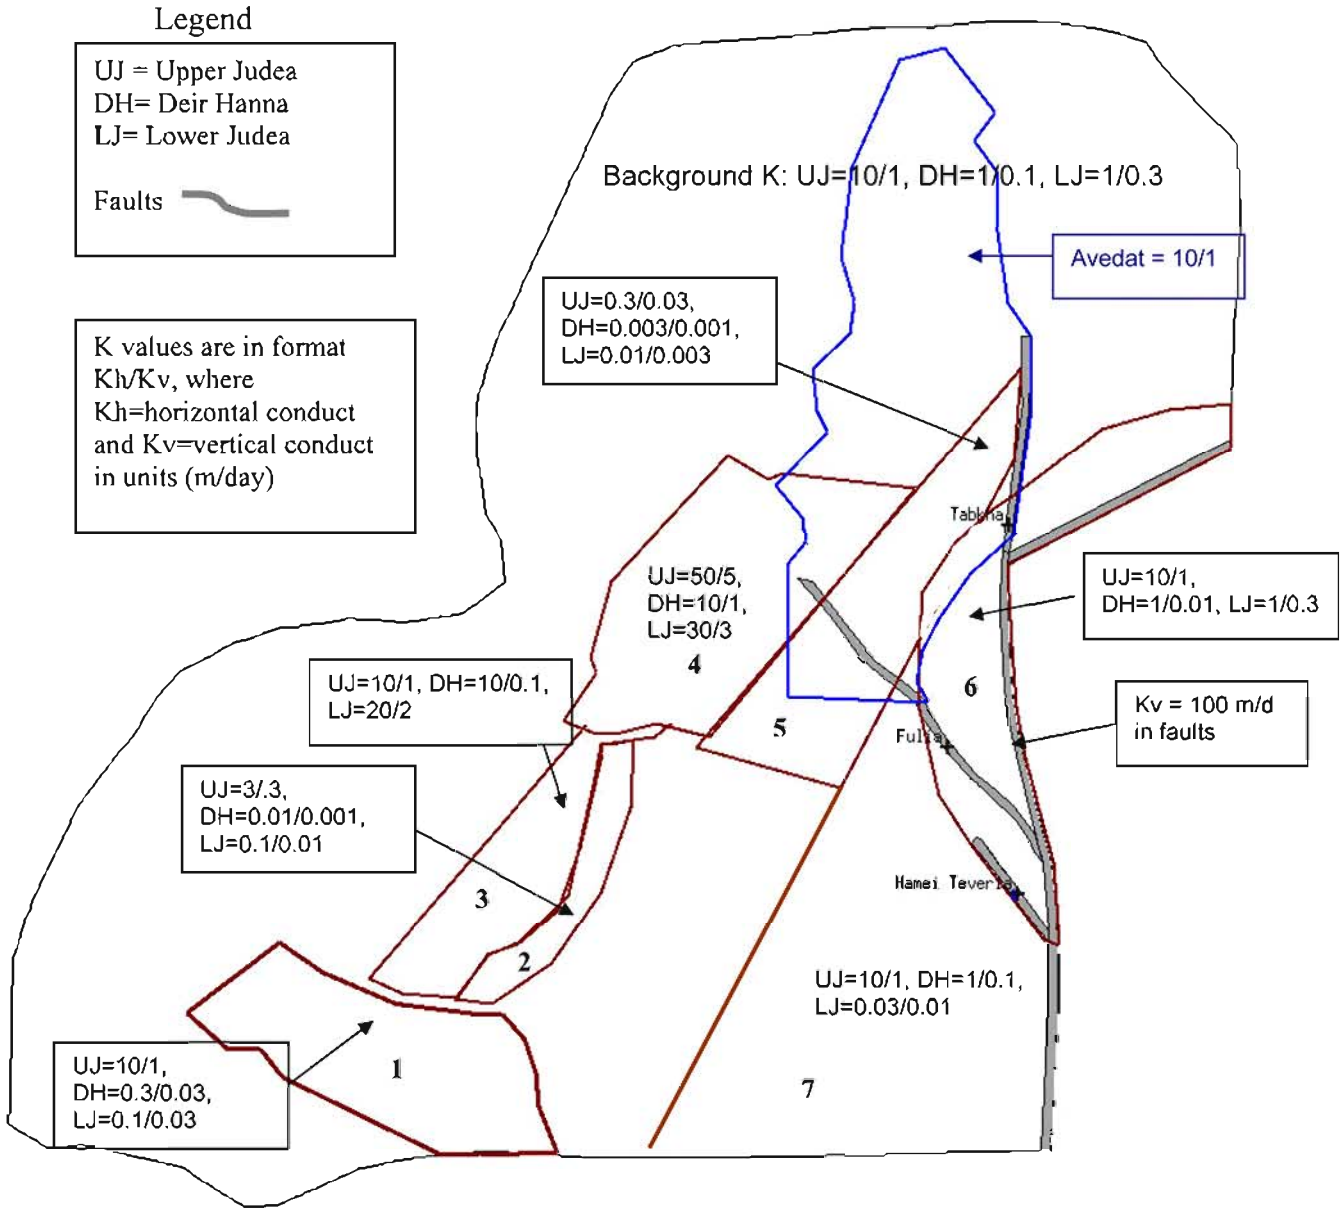 Legend
UJ = Upper Judea
DH= Deir Hanna
LJ= Lower Judea
Faults
K values are in format
Kh/Kv, where
Kh=horizontal conduct
and Kv=vertical conduct
in units (m/day)
Background K: UJ=10/1, DH=1/0.1, LJ=1/0.3
Avedat = 10/1
UJ=0.3/0.03,
DH=0.003/0.001,
LJ=0.01/0.003
Tabkha
UJ=50/5,
DH=10/1,
LJ=30/3
4
UJ=10/1,
DH=1/0.01, LJ=1/0.3
6
UJ=10/1, DH=10/0.1,
LJ=20/2
5
Kv = 100 m/d
in faults
Fulia
UJ=3/.3,
DH=0.01/0.001,
LJ=0.1/0.01
3
Hamei Teveria
2
UJ=10/1, DH=1/0.1,
LJ=0.03/0.01
UJ=10/1,
DH=0.3/0.03,
LJ=0.1/0.03
1
7